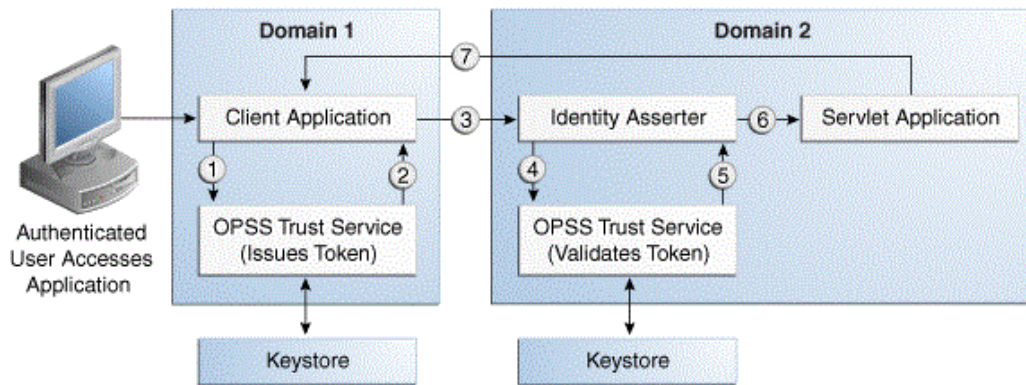 Domain 1
Domain 2
7
Client Application
3
Identity Asserter
6
Servlet Application
1
2
4
5
OPSS Trust Service
(Issues Token)
OPSS Trust Service
(Validates Token)
Authenticated
User Accesses
Application
Keystore
Keystore